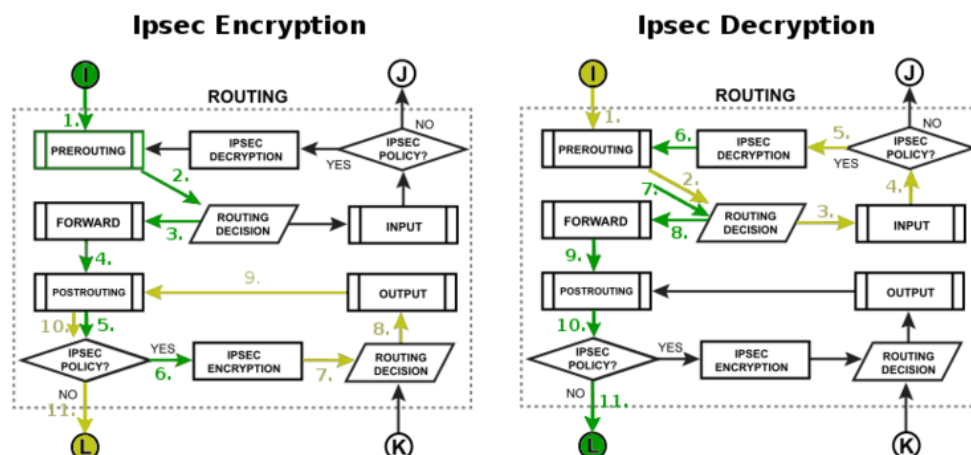 Ipsec Encryption
I
J
ROUTING
NO
1.
PREROUTING
IPSEC
DECRYPTION
YES
IPSEC
POLICY?
2.
FORWARD
3.
ROUTING
DECISION
INPUT
4.
POSTROUTING
9.
OUTPUT
10.
5.
8.
IPSEC
POLICY?
YES
6.
IPSEC
ENCRYPTION
7.
ROUTING
DECISION
NO
11.
L
K
Ipsec Decryption
I
J
ROUTING
NO
1.
PREROUTING
6.
IPSEC
DECRYPTION
5.
YES
IPSEC
POLICY?
2.
7.
4.
FORWARD
8.
ROUTING
DECISION
3.
INPUT
9.
POSTROUTING
OUTPUT
10.
IPSEC
POLICY?
YES
IPSEC
ENCRYPTION
ROUTING
DECISION
NO
11.
L
K